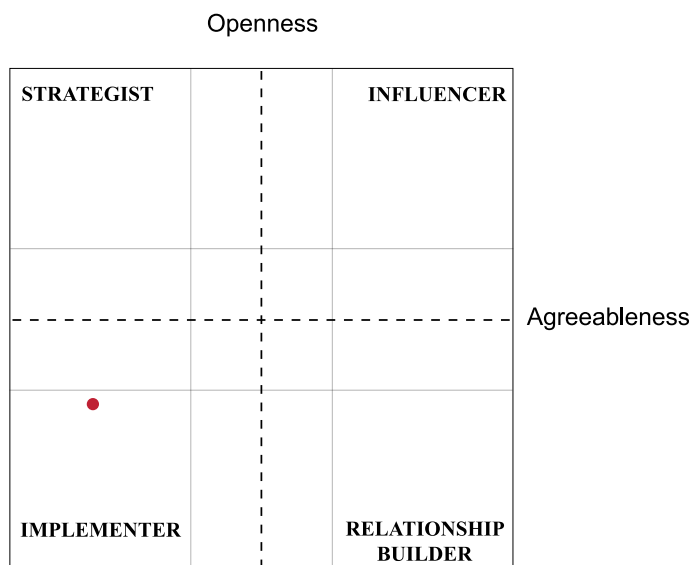 Openness
STRATEGIST
INFLUENCER
Agreeableness
IMPLEMENTER
RELATIONSHIP
BUILDER